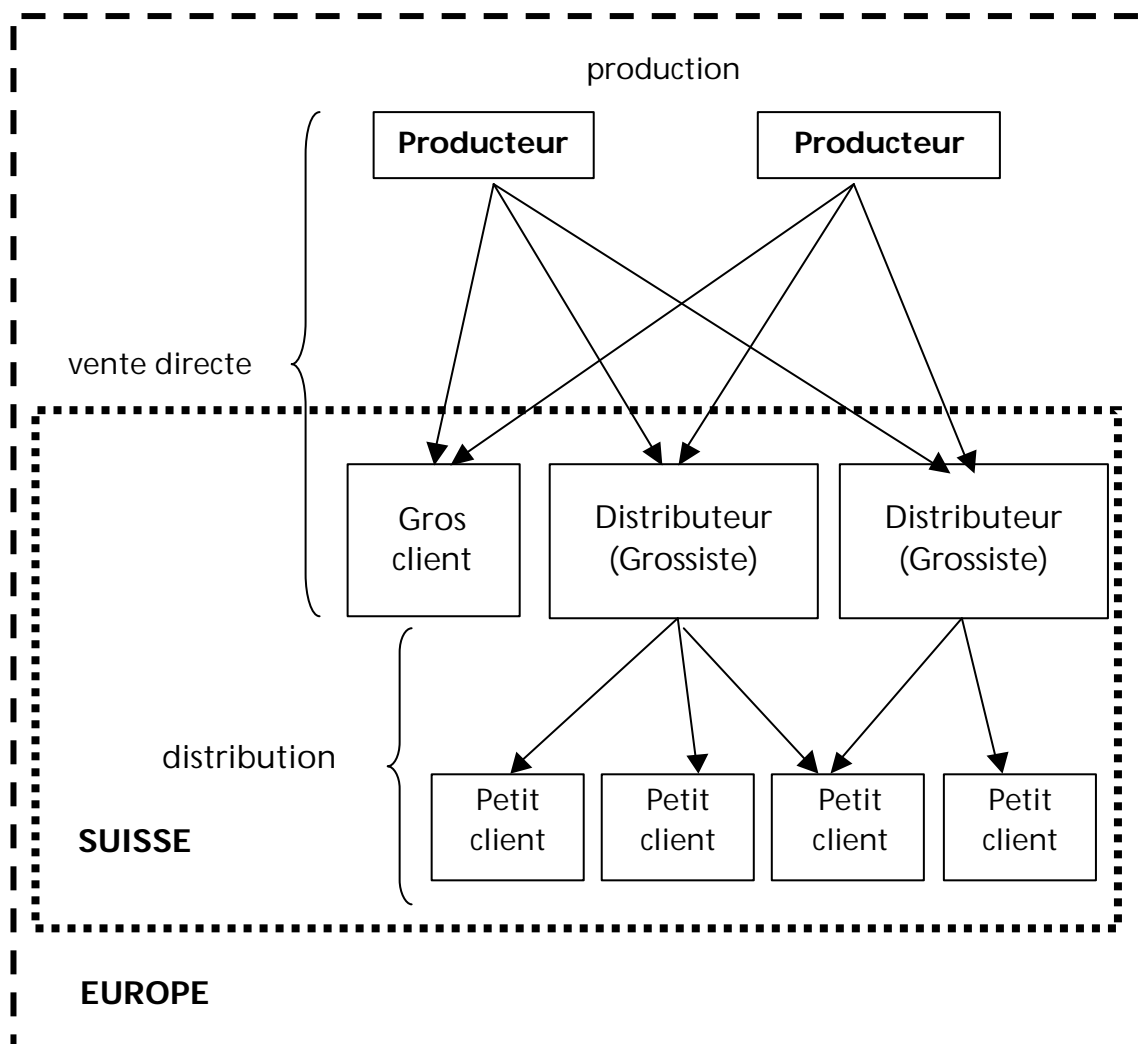 production
Producteur
Producteur
vente directe
Gros
client
Distributeur
(Grossiste)
Distributeur
(Grossiste)
distribution
Petit
client
Petit
client
Petit
client
Petit
client
SUISSE
EUROPE